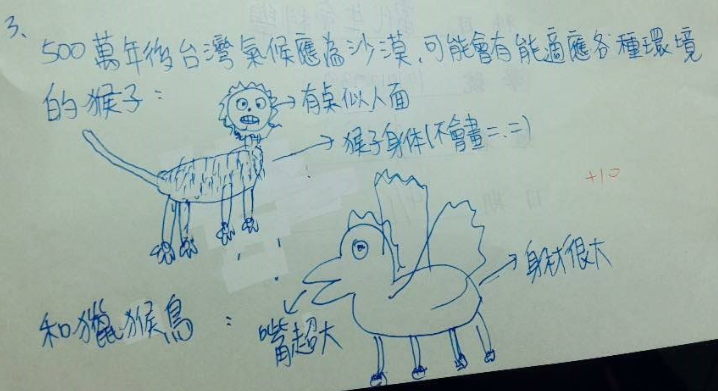 3、
500萬年後台灣氣候應為沙漠，可能會有能適應各種環境
的猴子：
→有點似人面
→猴子身体(不會畫=.=)
+10
→身材很大
和獵猴鳥：
嘴超大